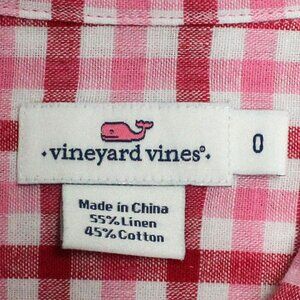 vineyard vines®
0
Made in China
55% Linen
45% Cotton